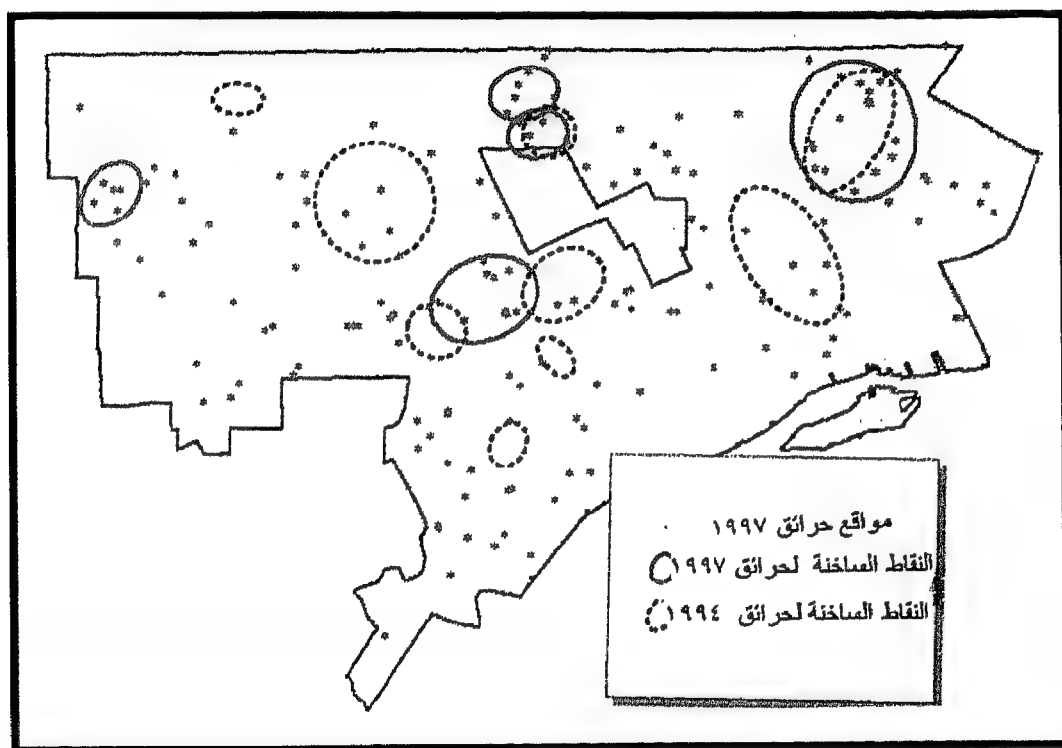 مواقع حرائق ١٩٩٧
النقاط الساخنة لحرائق ١٩٩٧
النقاط الساخنة لحرائق ١٩٩٤